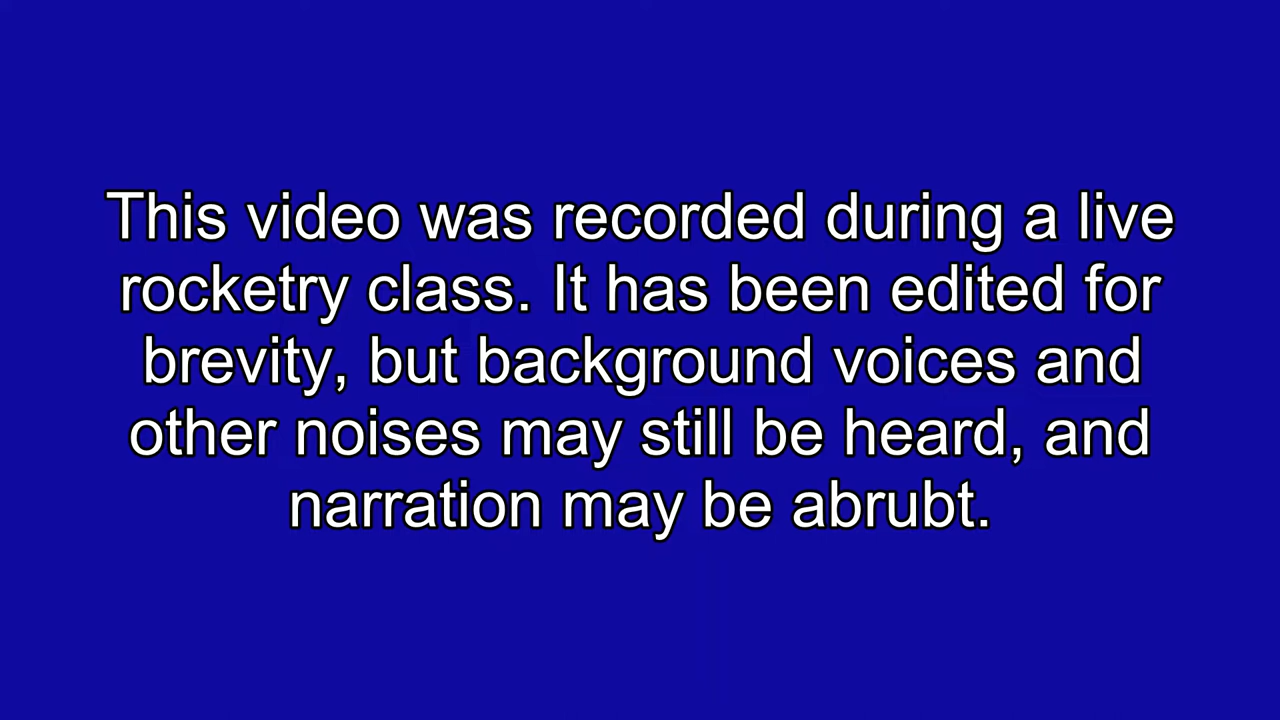 This video was recorded during a live
rocketry class. It has been edited for
brevity, but background voices and
other noises may still be heard, and
narration may be abrubt.